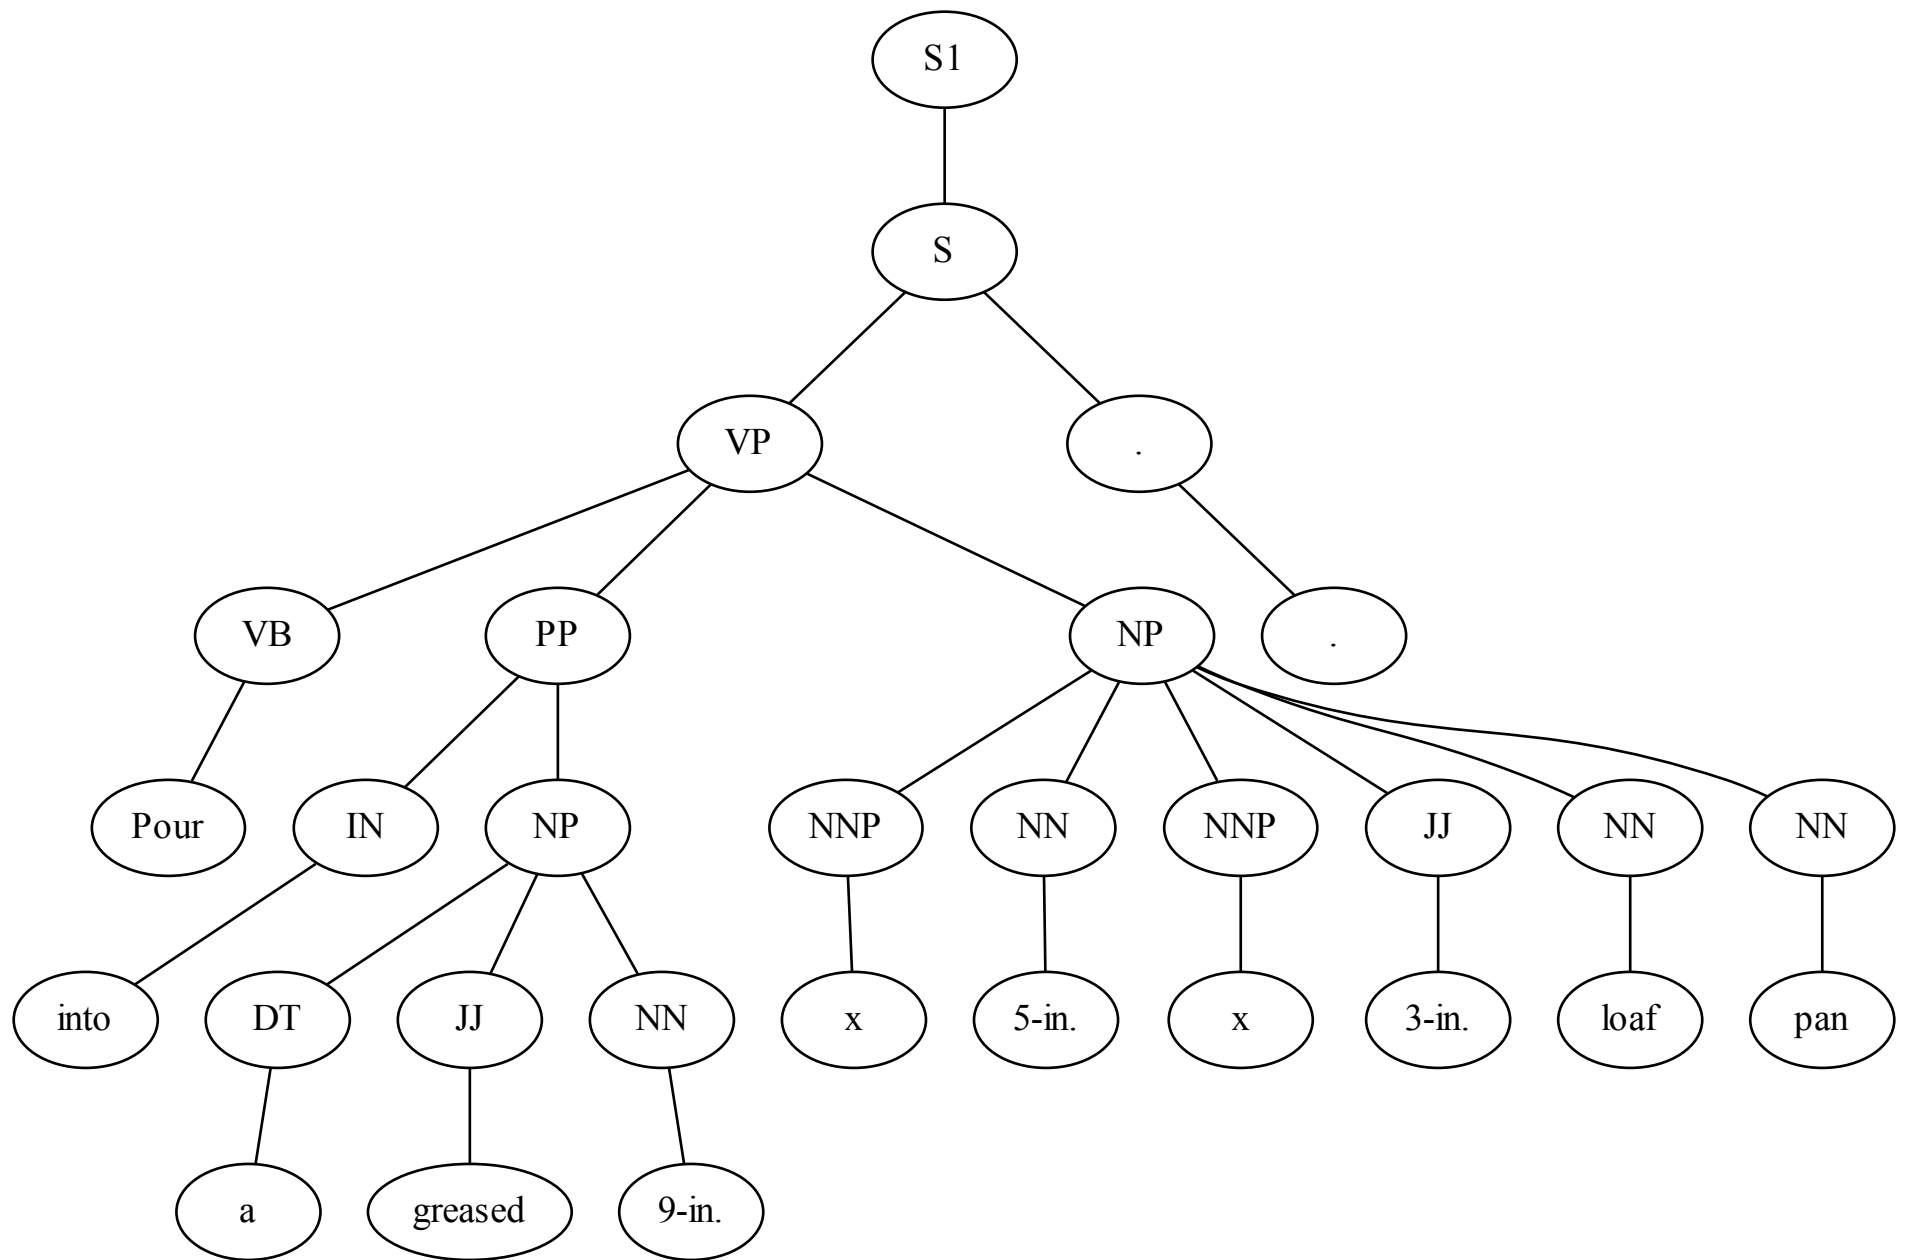 S1
S
VP .
VB PP NP .
Pour IN NP NNP NN NNP JJ NN NN
into DT JJ NN x 5-in. x 3-in. loaf pan
a greased 9-in.